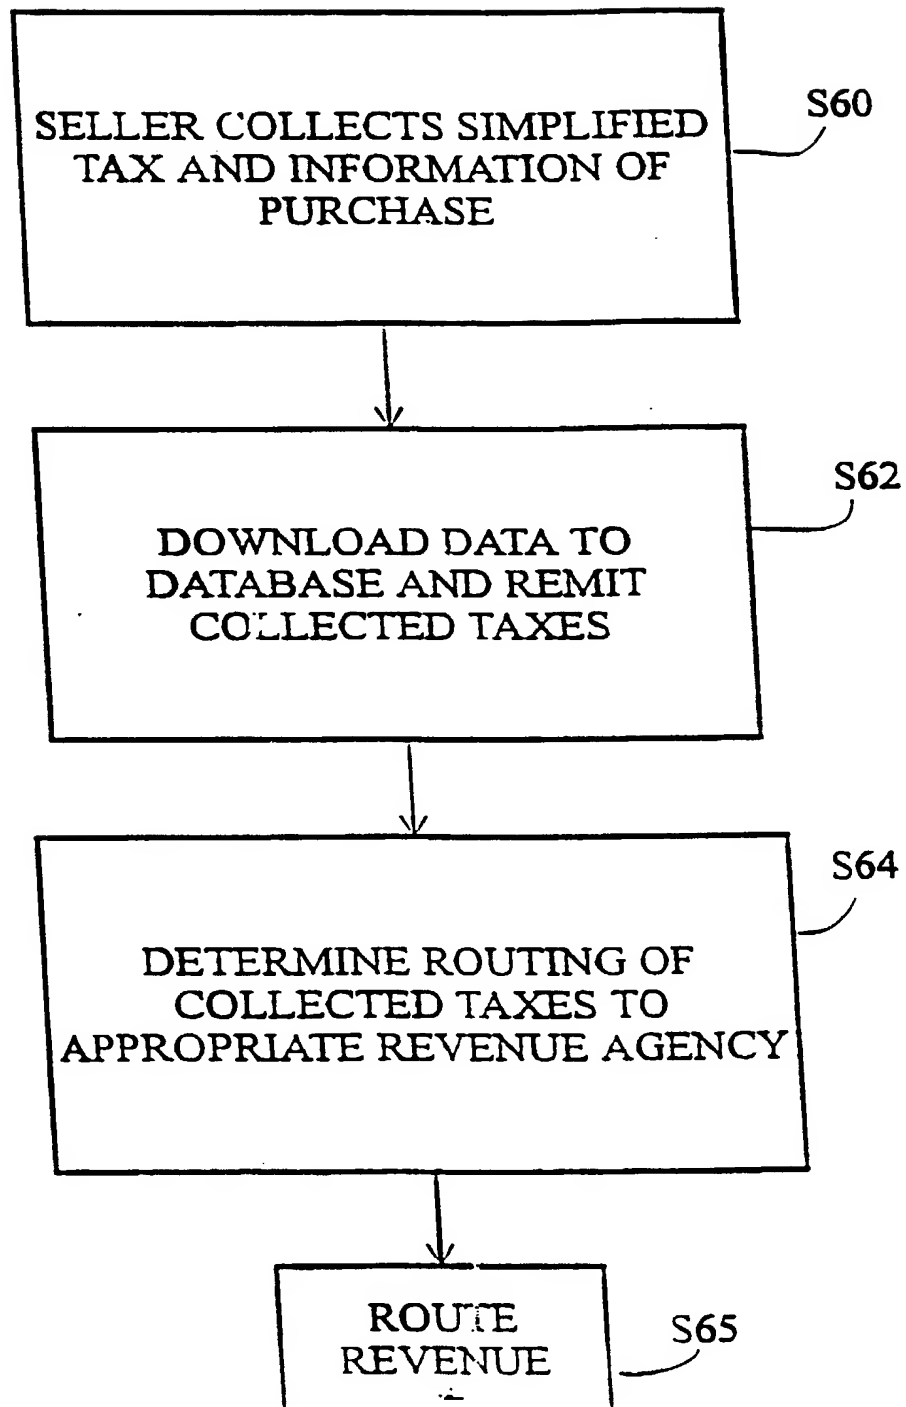 SELLER COLLECTS SIMPLIFIED
TAX AND INFORMATION OF
PURCHASE
S60
DOWNLOAD DATA TO
DATABASE AND REMIT
COLLECTED TAXES
S62
DETERMINE ROUTING OF
COLLECTED TAXES TO
APPROPRIATE REVENUE AGENCY
S64
ROUTE
REVENUE
S65